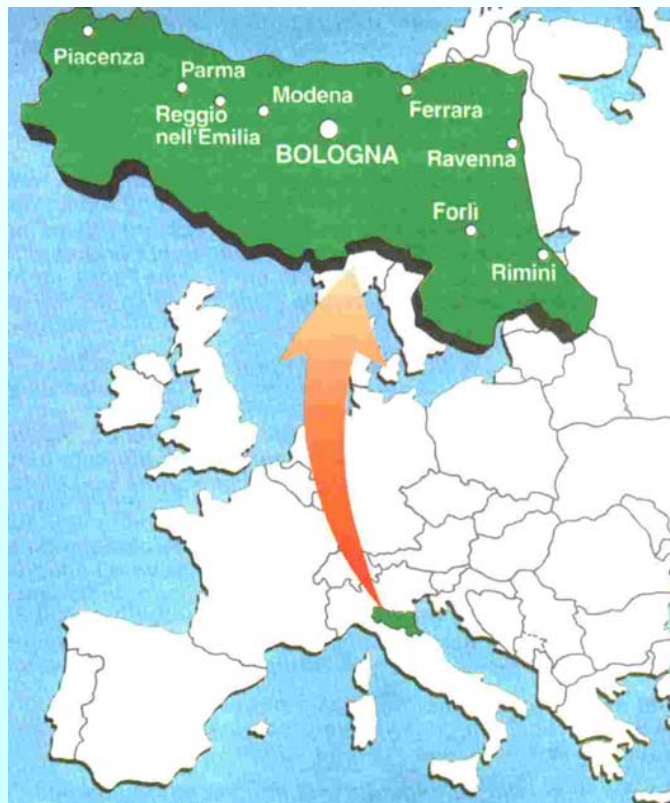 Piacenza
Parma
Reggio
nell'Emilia
Modena
BOLOGNA
Ferrara
Ravenna
Forlì
Rimini